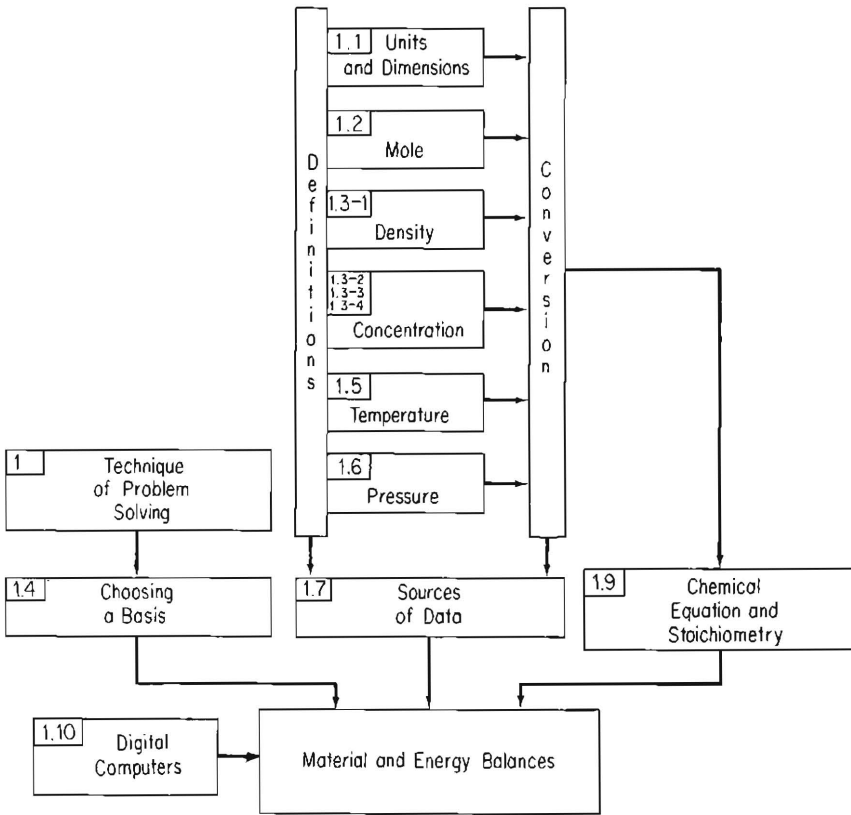 1.1 Units
and Dimensions
1.2
Mole
1.3-1
Density
1.3-2
1.3-3
1.3-4
Concentration
1.5
Temperature
1.6
Pressure
Definitions
Conversion
1 Technique
of Problem
Solving
1.4 Choosing
a Basis
1.7 Sources
of Data
1.9 Chemical
Equation and
Stoichiometry
1.10 Digital
Computers
Material and Energy Balances